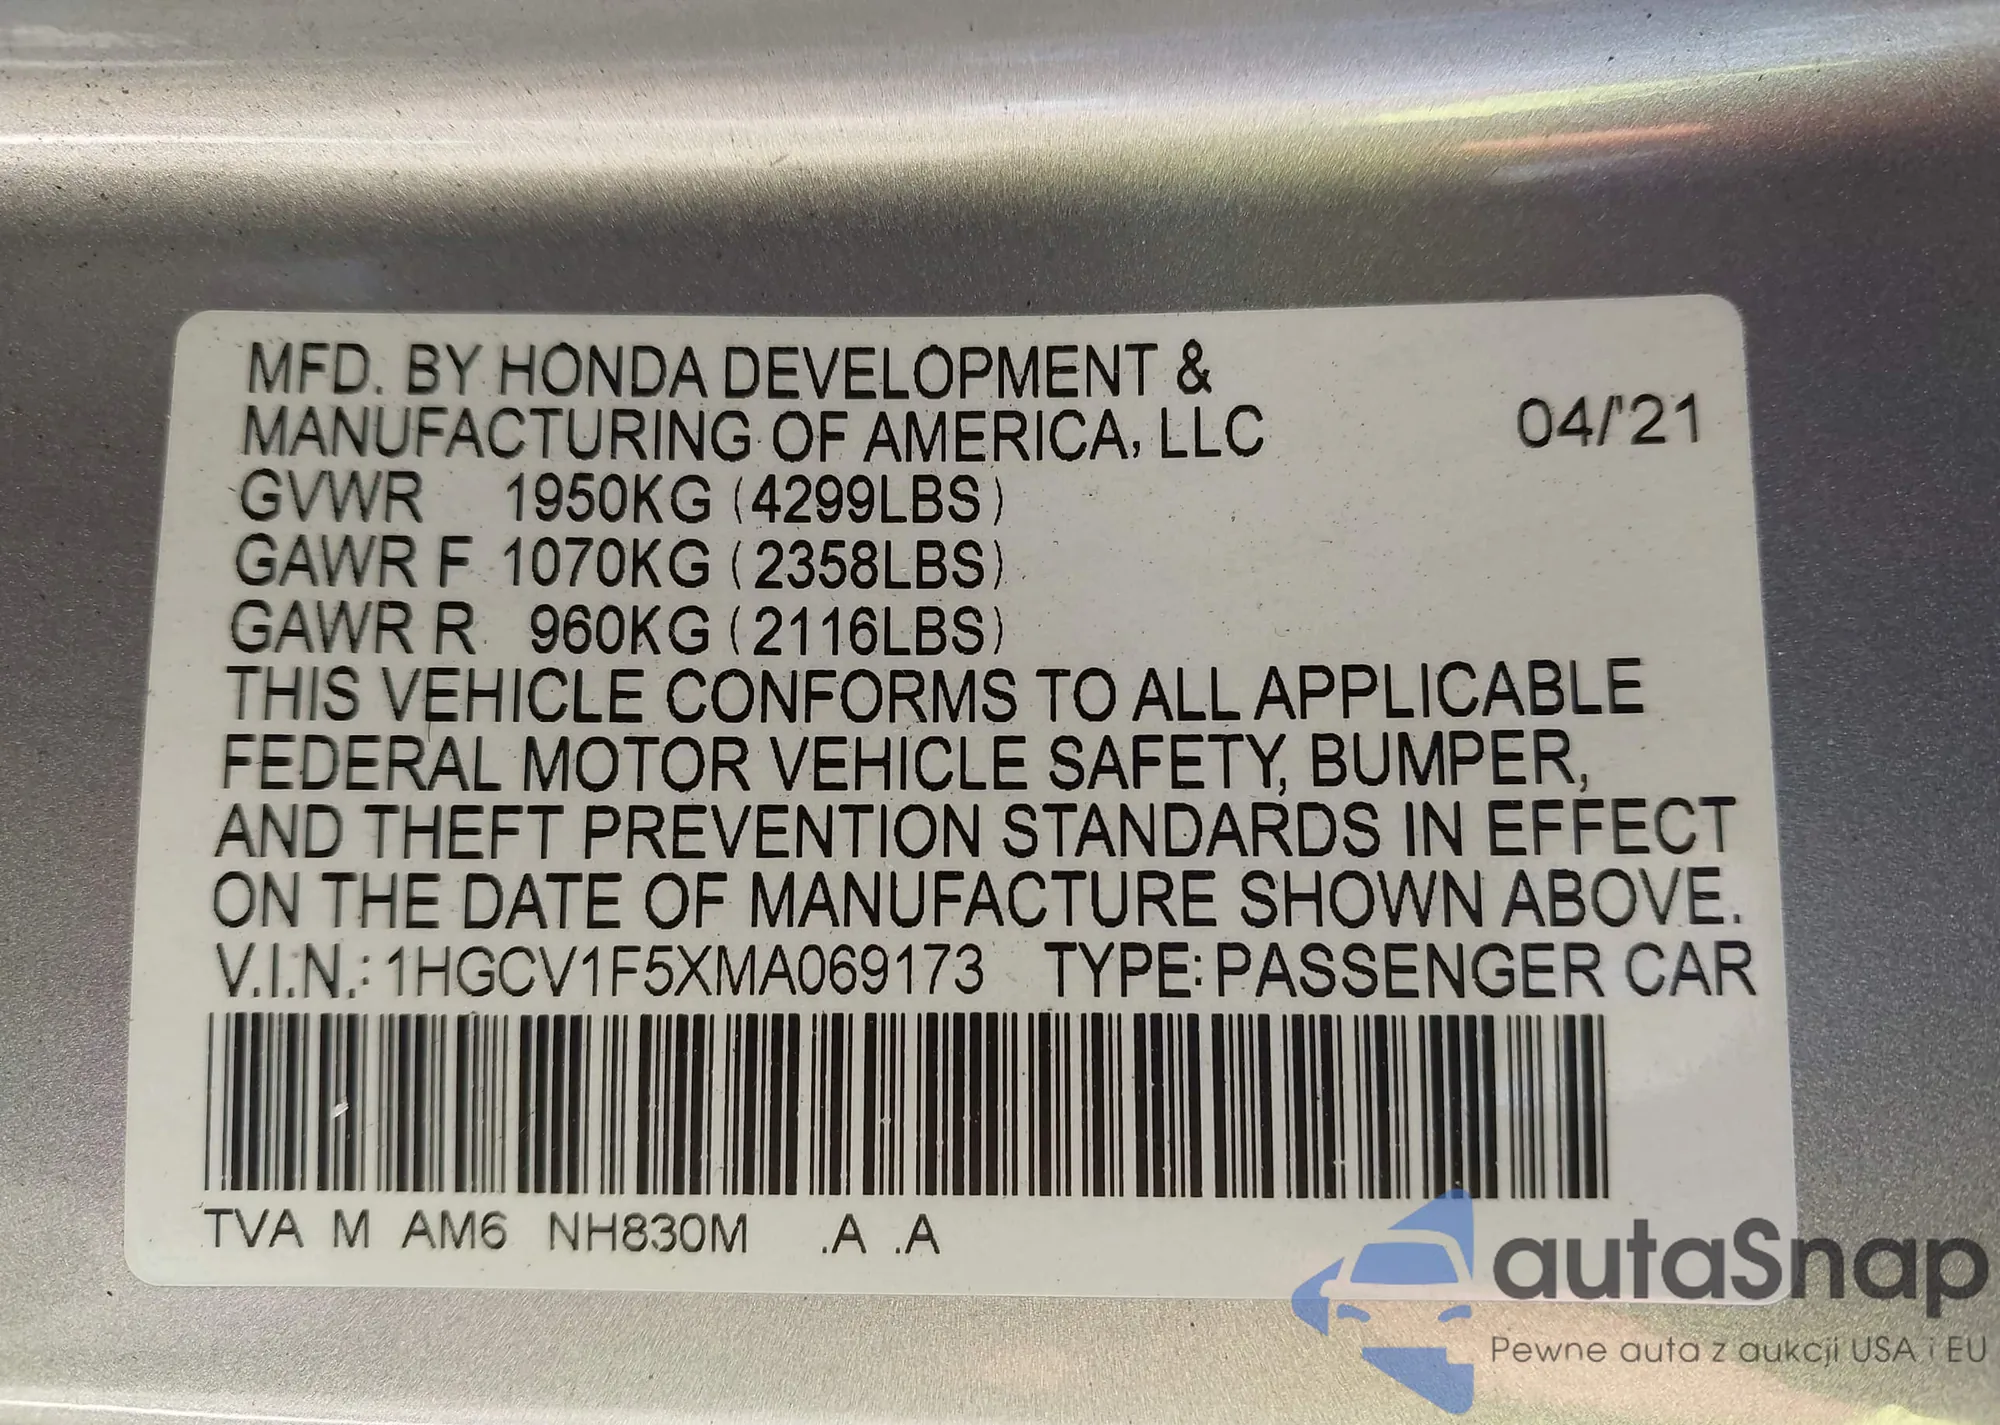 MFD. BY HONDA DEVELOPMENT &
MANUFACTURING OF AMERICA, LLC 04/'21
GVWR 1950KG (4299LBS)
GAWR F 1070KG (2358LBS)
GAWR R 960KG (2116LBS)
THIS VEHICLE CONFORMS TO ALL APPLICABLE
FEDERAL MOTOR VEHICLE SAFETY, BUMPER,
AND THEFT PREVENTION STANDARDS IN EFFECT
ON THE DATE OF MANUFACTURE SHOWN ABOVE.
V.I.N.: 1HGCV1F5XMA069173 TYPE: PASSENGER CAR
TVA M AM6 NH830M .A .A
autaSnap
Pewne auta z aukcji USA i EU